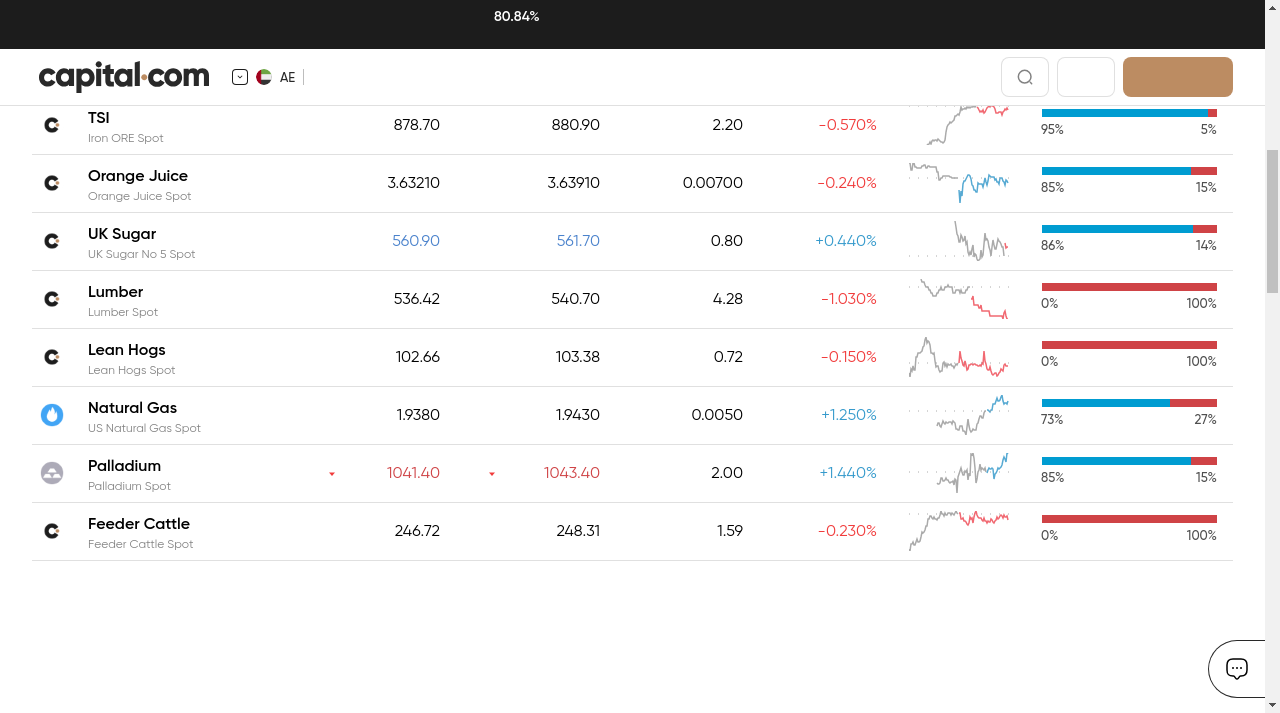 80.84%
capital.com
AE
TSI 878.70 880.90 2.20 -0.570%
Iron ORE Spot 95% 5%
Orange Juice 3.63210 3.63910 0.00700 -0.240%
Orange Juice Spot 85% 15%
UK Sugar 560.90 561.70 0.80 +0.440%
UK Sugar No 5 Spot 86% 14%
Lumber 536.42 540.70 4.28 -1.030%
Lumber Spot 0% 100%
Lean Hogs 102.66 103.38 0.72 -0.150%
Lean Hogs Spot 0% 100%
Natural Gas 1.9380 1.9430 0.0050 +1.250%
US Natural Gas Spot 73% 27%
Palladium 1041.40 1043.40 2.00 +1.440%
Palladium Spot 85% 15%
Feeder Cattle 246.72 248.31 1.59 -0.230%
Feeder Cattle Spot 0% 100%